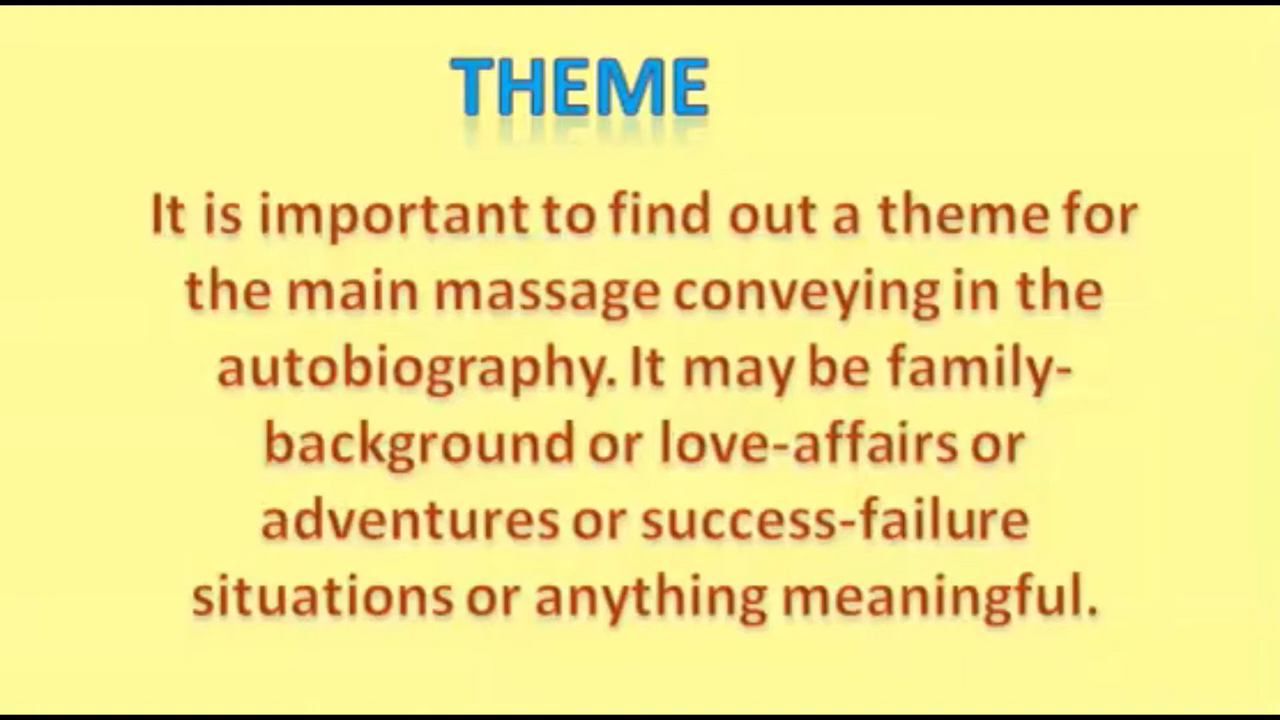 THEME
It is important to find out a theme for
the main massage conveying in the
autobiography. It may be family-
background or love-affairs or
adventures or success-failure
situations or anything meaningful.